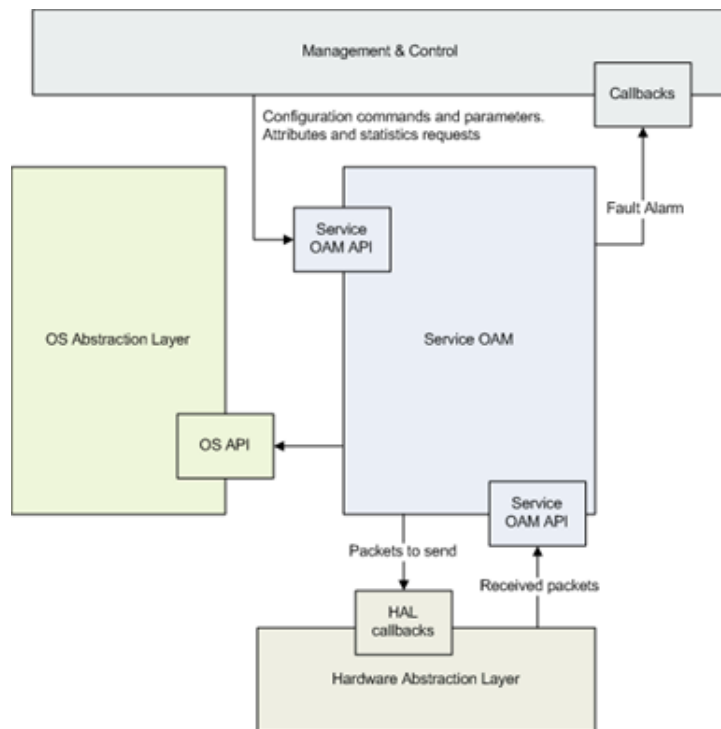 Management & Control
Callbacks
Configuration commands and parameters.
Attributes and statistics requests
Fault Alarm
Service
OAM API
OS Abstraction Layer
Service OAM
OS API
Service
OAM API
Packets to send
Received packets
HAL
callbacks
Hardware Abstraction Layer